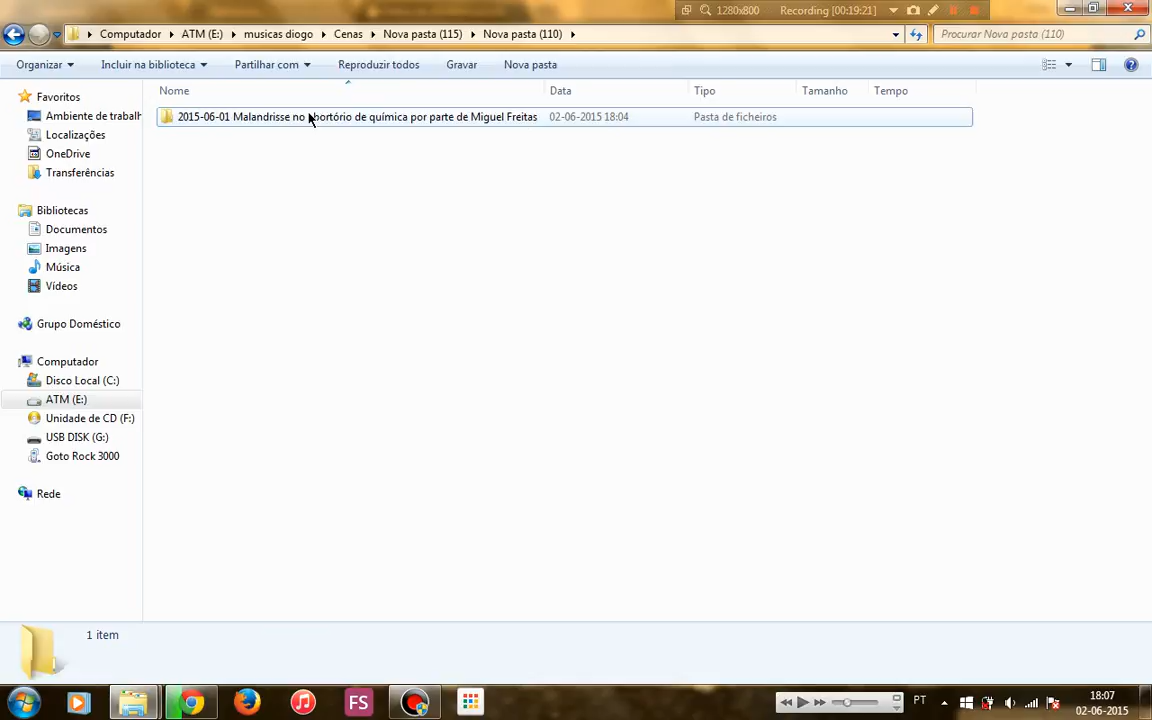 1280x800 Recording [00:19:21]
Computador ATM (E:) musicas diogo Cenas Nova pasta (115) Nova pasta (110) Procurar Nova pasta (110)
Organizar Incluir na biblioteca Partilhar com Reproduzir todos Gravar Nova pasta
Nome Data Tipo Tamanho Tempo
2015-06-01 Malandrisse no bortório de química por parte de Miguel Freitas 02-06-2015 18:04 Pasta de ficheiros
Favoritos
Ambiente de trabalh
Localizações
OneDrive
Transferências
Bibliotecas
Documentos
Imagens
Música
Vídeos
Grupo Doméstico
Computador
Disco Local (C:)
ATM (E:)
Unidade de CD (F:)
USB DISK (G:)
Goto Rock 3000
Rede
1 item
FS
PT
18:07
02-06-2015